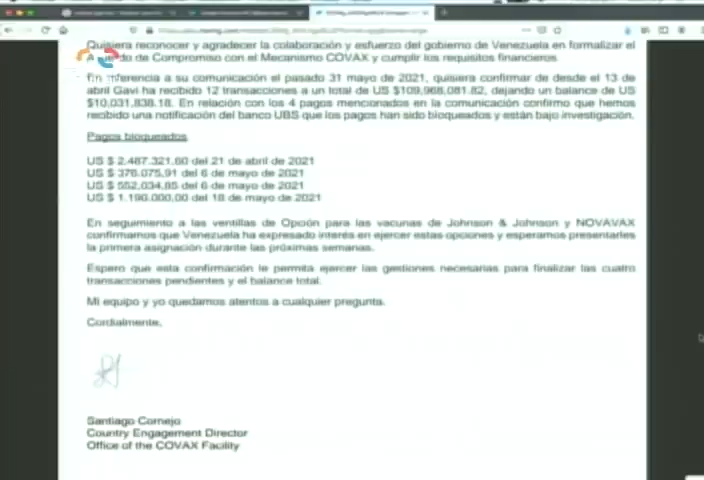 Quisiera reconocer y agradecer la colaboración y esfuerzo del gobierno de Venezuela en formalizar el
do de Compromiso con el Mecanismo COVAX y cumplir los requisitos financieros
referencia a su comunicación el pasado 31 mayo de 2021, quisiera confirmar de desde el 13 de
abril Gavi ha recibido 12 transacciones a un total de US $109,968,081.82, dejando un balance de US
$10,031,838.18. En relación con los 4 pagos mencionados en la comunicación confirmo que hemos
recibido una notificación del banco UBS que los pagos han sido bloqueados y están bajo investigación.
Pagos bloqueados
US $ 2.487.321,60 del 21 de abril de 2021
US $ 376.075,91 del 6 de mayo de 2021
US $ 552,034,85 del 6 de mayo de 2021
US $ 1.190.000,00 del 18 de mayo de 2021
En seguimiento a las ventillas de Opción para las vacunas de Johnson & Johnson y NOVAVAX
confirmamos que Venezuela ha expresado interés en ejercer estas opciones y esperamos presentarles
la primera asignación durante las próximas semanas.
Espero que esta confirmación le permita ejercer las gestiones necesarias para finalizar las cuatro
transacciones pendientes y el balance total.
Mi equipo y yo quedamos atentos a cualquier pregunta.
Cordialmente,
Santiago Cornejo
Country Engagement Director
Office of the COVAX Facility